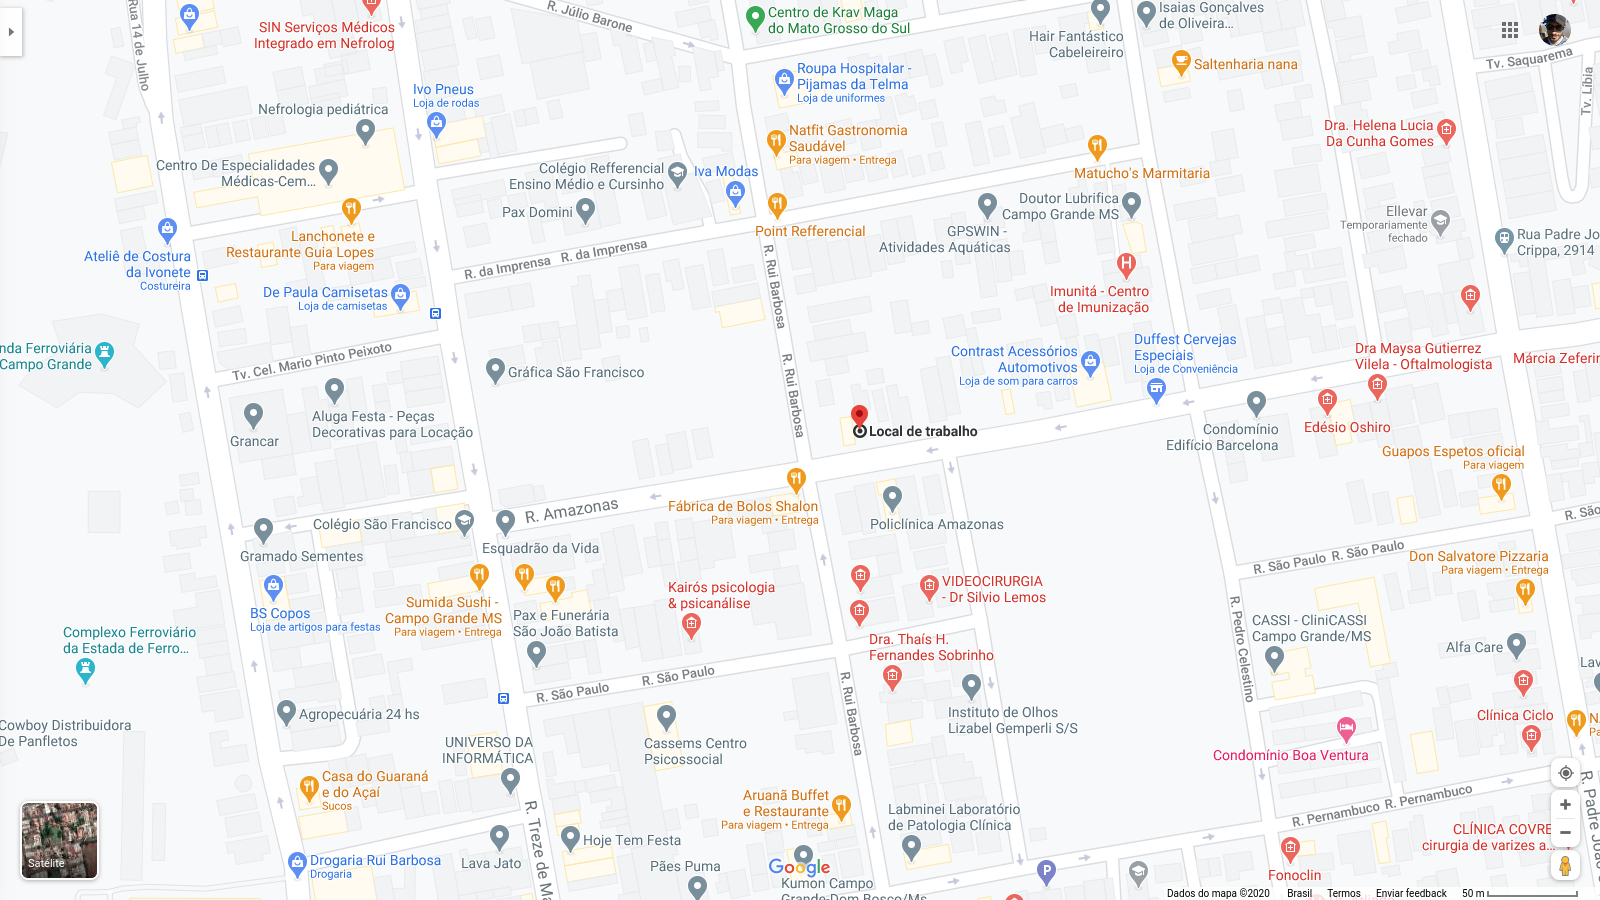 Rua 14 de Julho
SIN Serviços Médicos
Integrado em Nefrolog
R. Júlio Barone
Centro de Krav Maga
do Mato Grosso do Sul
Isaias Gonçalves
de Oliveira...
Hair Fantástico
Cabeleireiro
Saltenharia nana
Tv. Saquarema
Tv. Líbia
Roupa Hospitalar -
Pijamas da Telma
Loja de uniformes
Ivo Pneus
Loja de rodas
Nefrologia pediátrica
Natfit Gastronomia
Saudável
Para viagem • Entrega
Dra. Helena Lucia
Da Cunha Gomes
Centro De Especialidades
Médicas-Cem...
Colégio Refferencial
Ensino Médio e Cursinho
Iva Modas
Matucho's Marmitaria
Pax Domini
Doutor Lubrifica
Campo Grande MS
Ellevar
Temporariamente
fechado
Point Refferencial
GPSWIN -
Atividades Aquáticas
Rua Padre Jo
Crippa, 2914
Lanchonete e
Restaurante Guia Lopes
Para viagem
Ateliê de Costura
da Ivonete
Costureira
R. da Imprensa
R. da Imprensa
R. Rui Barbosa
De Paula Camisetas
Loja de camisetas
Imunitá - Centro
de Imunização
nda Ferroviária
Campo Grande
Tv. Cel. Mario Pinto Peixoto
Gráfica São Francisco
R. Rui Barbosa
Contrast Acessórios
Automotivos
Loja de som para carros
Duffest Cervejas
Especiais
Loja de Conveniência
Dra Maysa Gutierrez
Vilela - Oftalmologista
Márcia Zeferin
Aluga Festa - Peças
Decorativas para Locação
Grancar
Local de trabalho
Condomínio
Edifício Barcelona
Edésio Oshiro
Guapos Espetos oficial
Para viagem
R. Amazonas
Fábrica de Bolos Shalon
Para viagem • Entrega
Colégio São Francisco
Policlínica Amazonas
R. São
Gramado Sementes
Esquadrão da Vida
R. São Paulo
R. São Paulo
Don Salvatore Pizzaria
Para viagem • Entrega
BS Copos
Loja de artigos para festas
Sumida Sushi -
Campo Grande MS
Para viagem • Entrega
Pax e Funerária
São João Batista
Kairós psicologia
& psicanálise
VIDEOCIRURGIA
- Dr Silvio Lemos
R. Pedro Celestino
CASSI - CliniCASSI
Campo Grande/MS
Complexo Ferroviário
da Estada de Ferro...
Dra. Thaís H.
Fernandes Sobrinho
Alfa Care
Lav
R. São Paulo
R. São Paulo
R. Rui Barbosa
Agropecuária 24 hs
Cowboy Distribuidora
De Panfletos
Instituto de Olhos
Lizabel Gemperli S/S
Clínica Ciclo
N
Pa
UNIVERSO DA
INFORMÁTICA
Cassems Centro
Psicossocial
Condomínio Boa Ventura
Casa do Guaraná
e do Açaí
Sucos
Aruanã Buffet
e Restaurante
Para viagem • Entrega
Labminei Laboratório
de Patologia Clínica
R. Pernambuco
R. Pernambuco
R. Padre João
R. Treze de Ma
Hoje Tem Festa
CLÍNICA COVRE
cirurgia de varizes a...
Satélite
Drogaria Rui Barbosa
Drogaria
Lava Jato
Pães Puma
Google
Kumon Campo
Grande-Dom Bosco/Ms
P
Fonoclin
Dados do mapa ©2020
Brasil
Termos
Enviar feedback
50 m